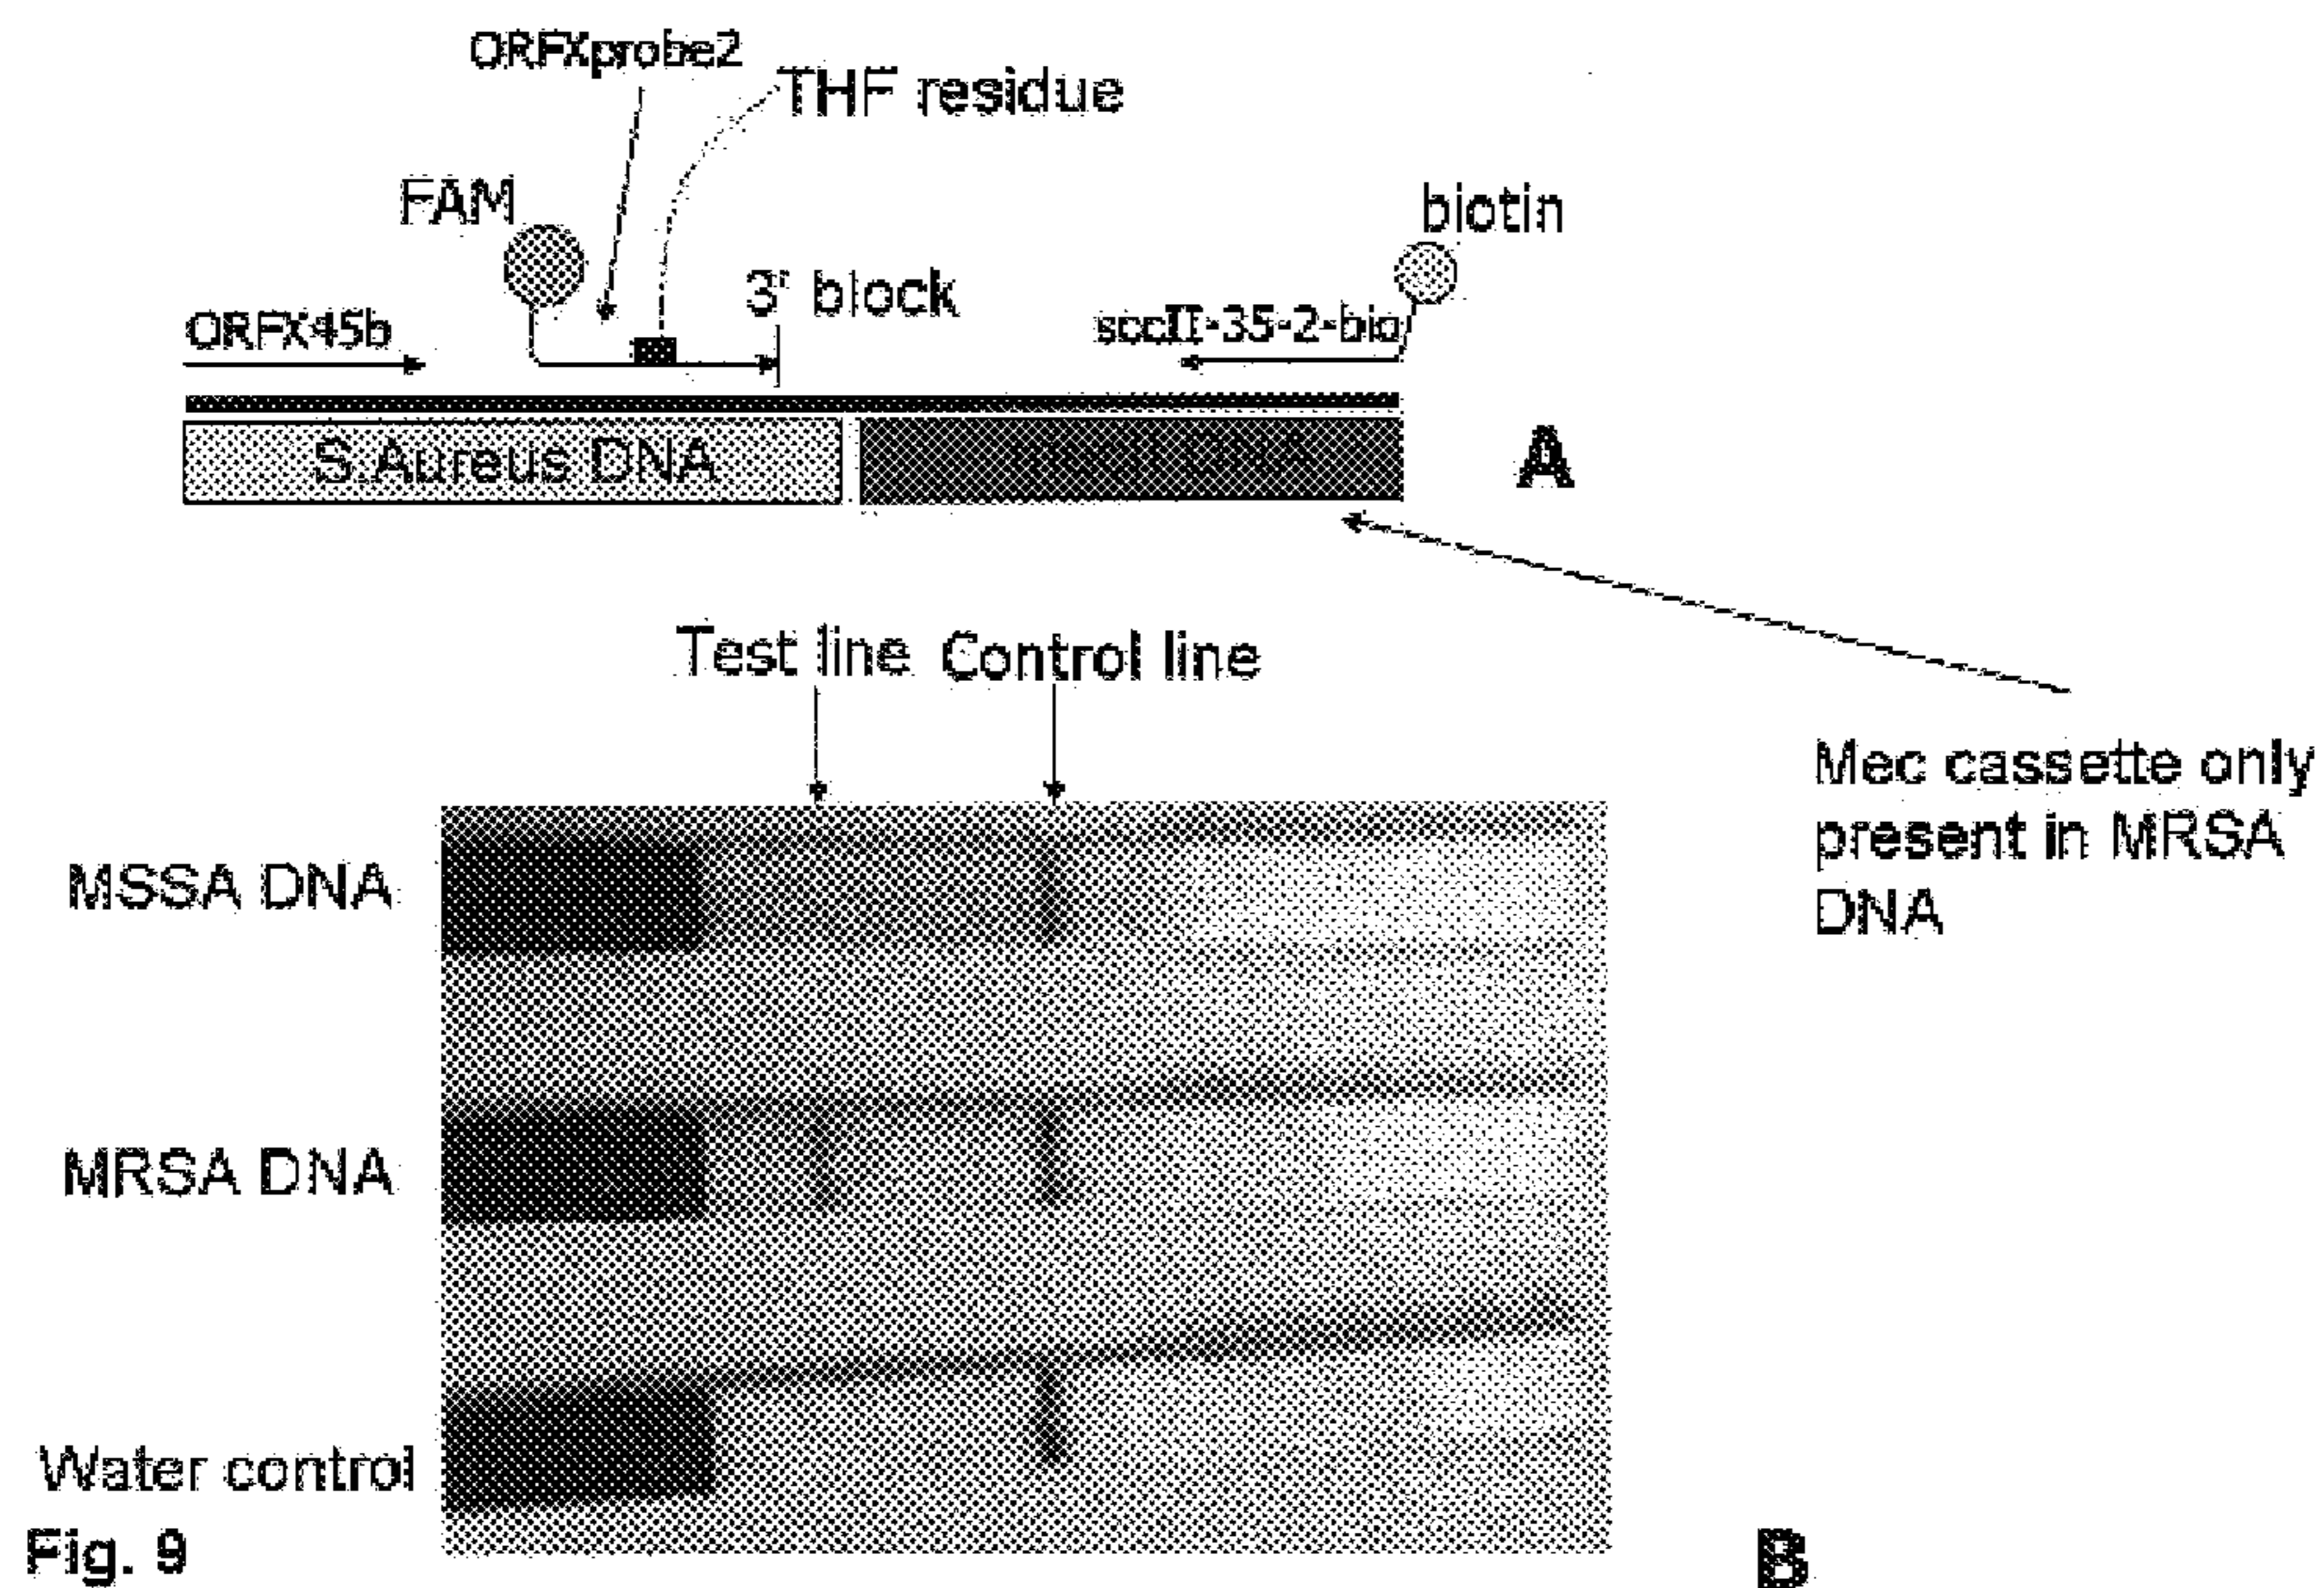 ORFXprobe2
THF residue
FAM
biotin
3' block
ORFX45b
sccII-35-2-bio
S.Aureus DNA
A
Test line
Control line
Mec cassette only
present in MRSA
DNA
MSSA DNA
MRSA DNA
Water control
Fig. 9
B